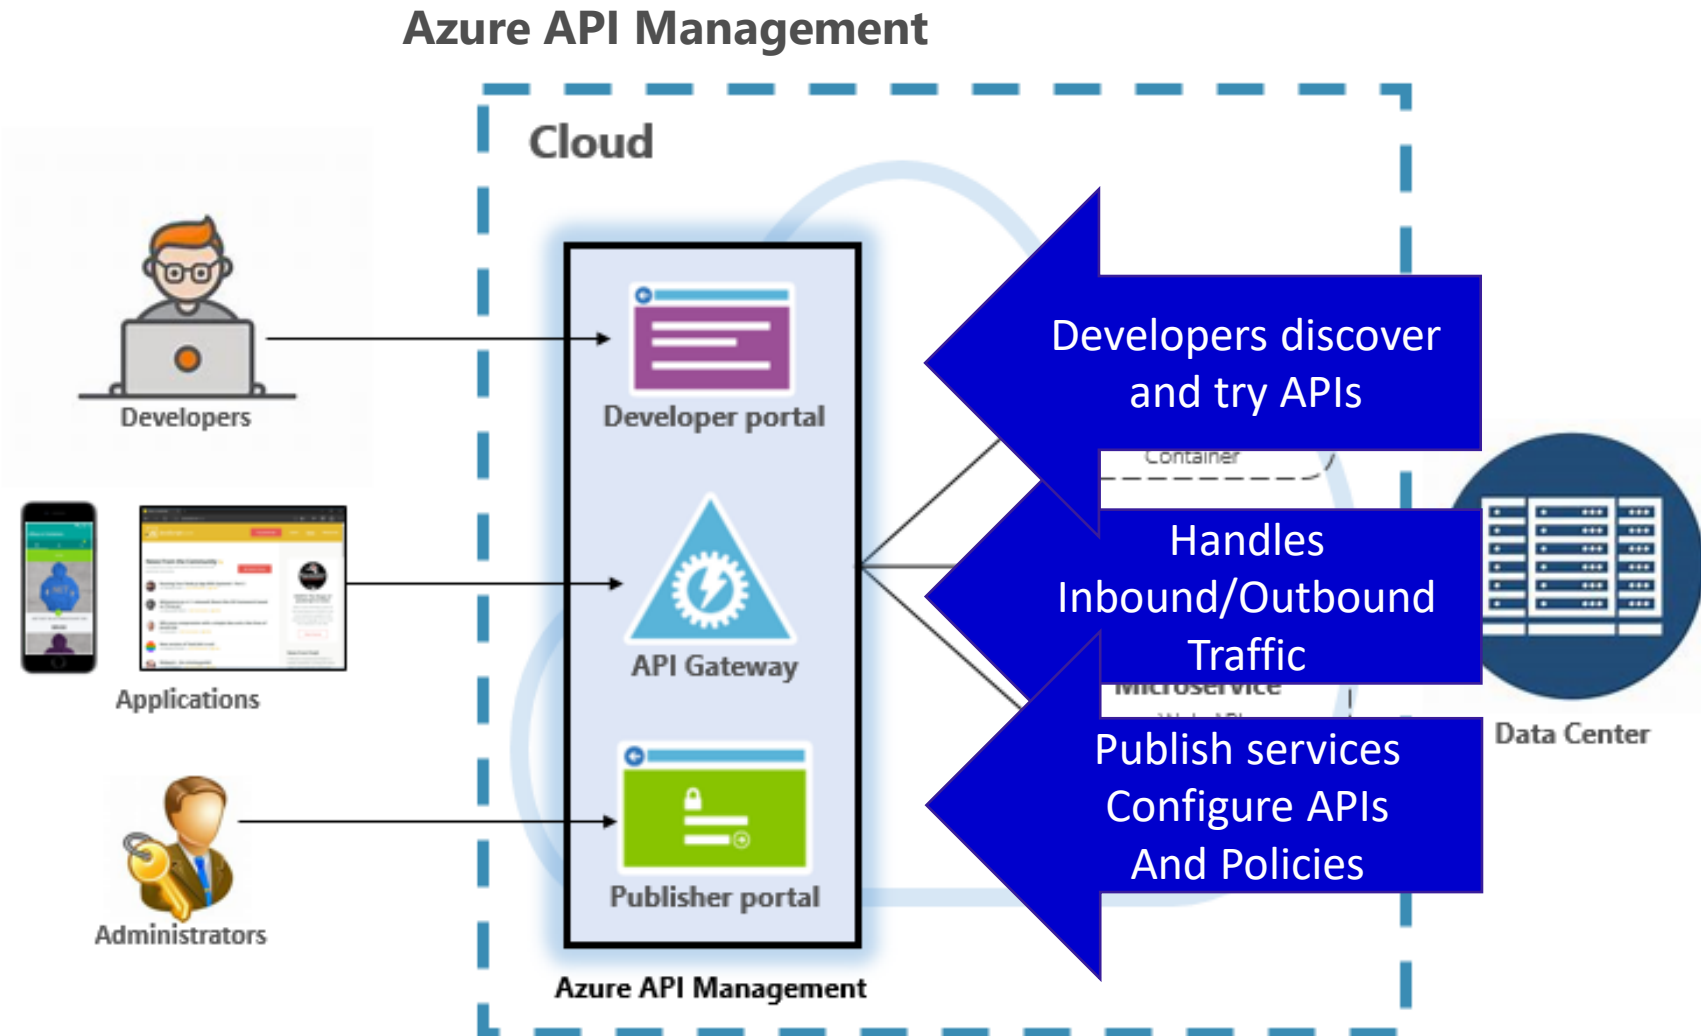 Azure API Management
Cloud
Developers
Developer portal
Developers discover
and try APIs
Container
Applications
API Gateway
Handles
Inbound/Outbound
Traffic
Microservice
Data Center
Administrators
Publisher portal
Publish services
Configure APIs
And Policies
Azure API Management